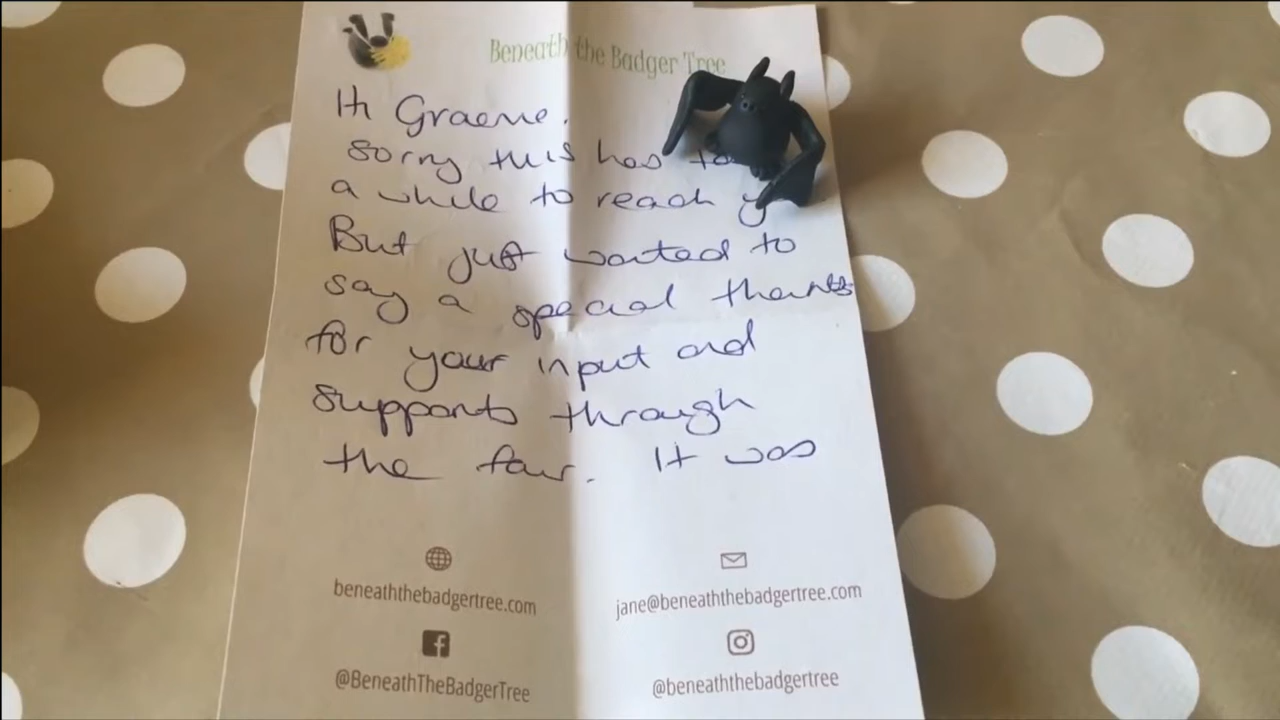 Beneath the Badger Tree
Hi Graeme.
sorry this has
a while to reach
But just wanted to
say a special thanks
for your input and
supports through
the fair. It was
beneaththebadgertree.com
jane@beneaththebadgertree.com
@BeneathTheBadgerTree
@beneaththebadgertree